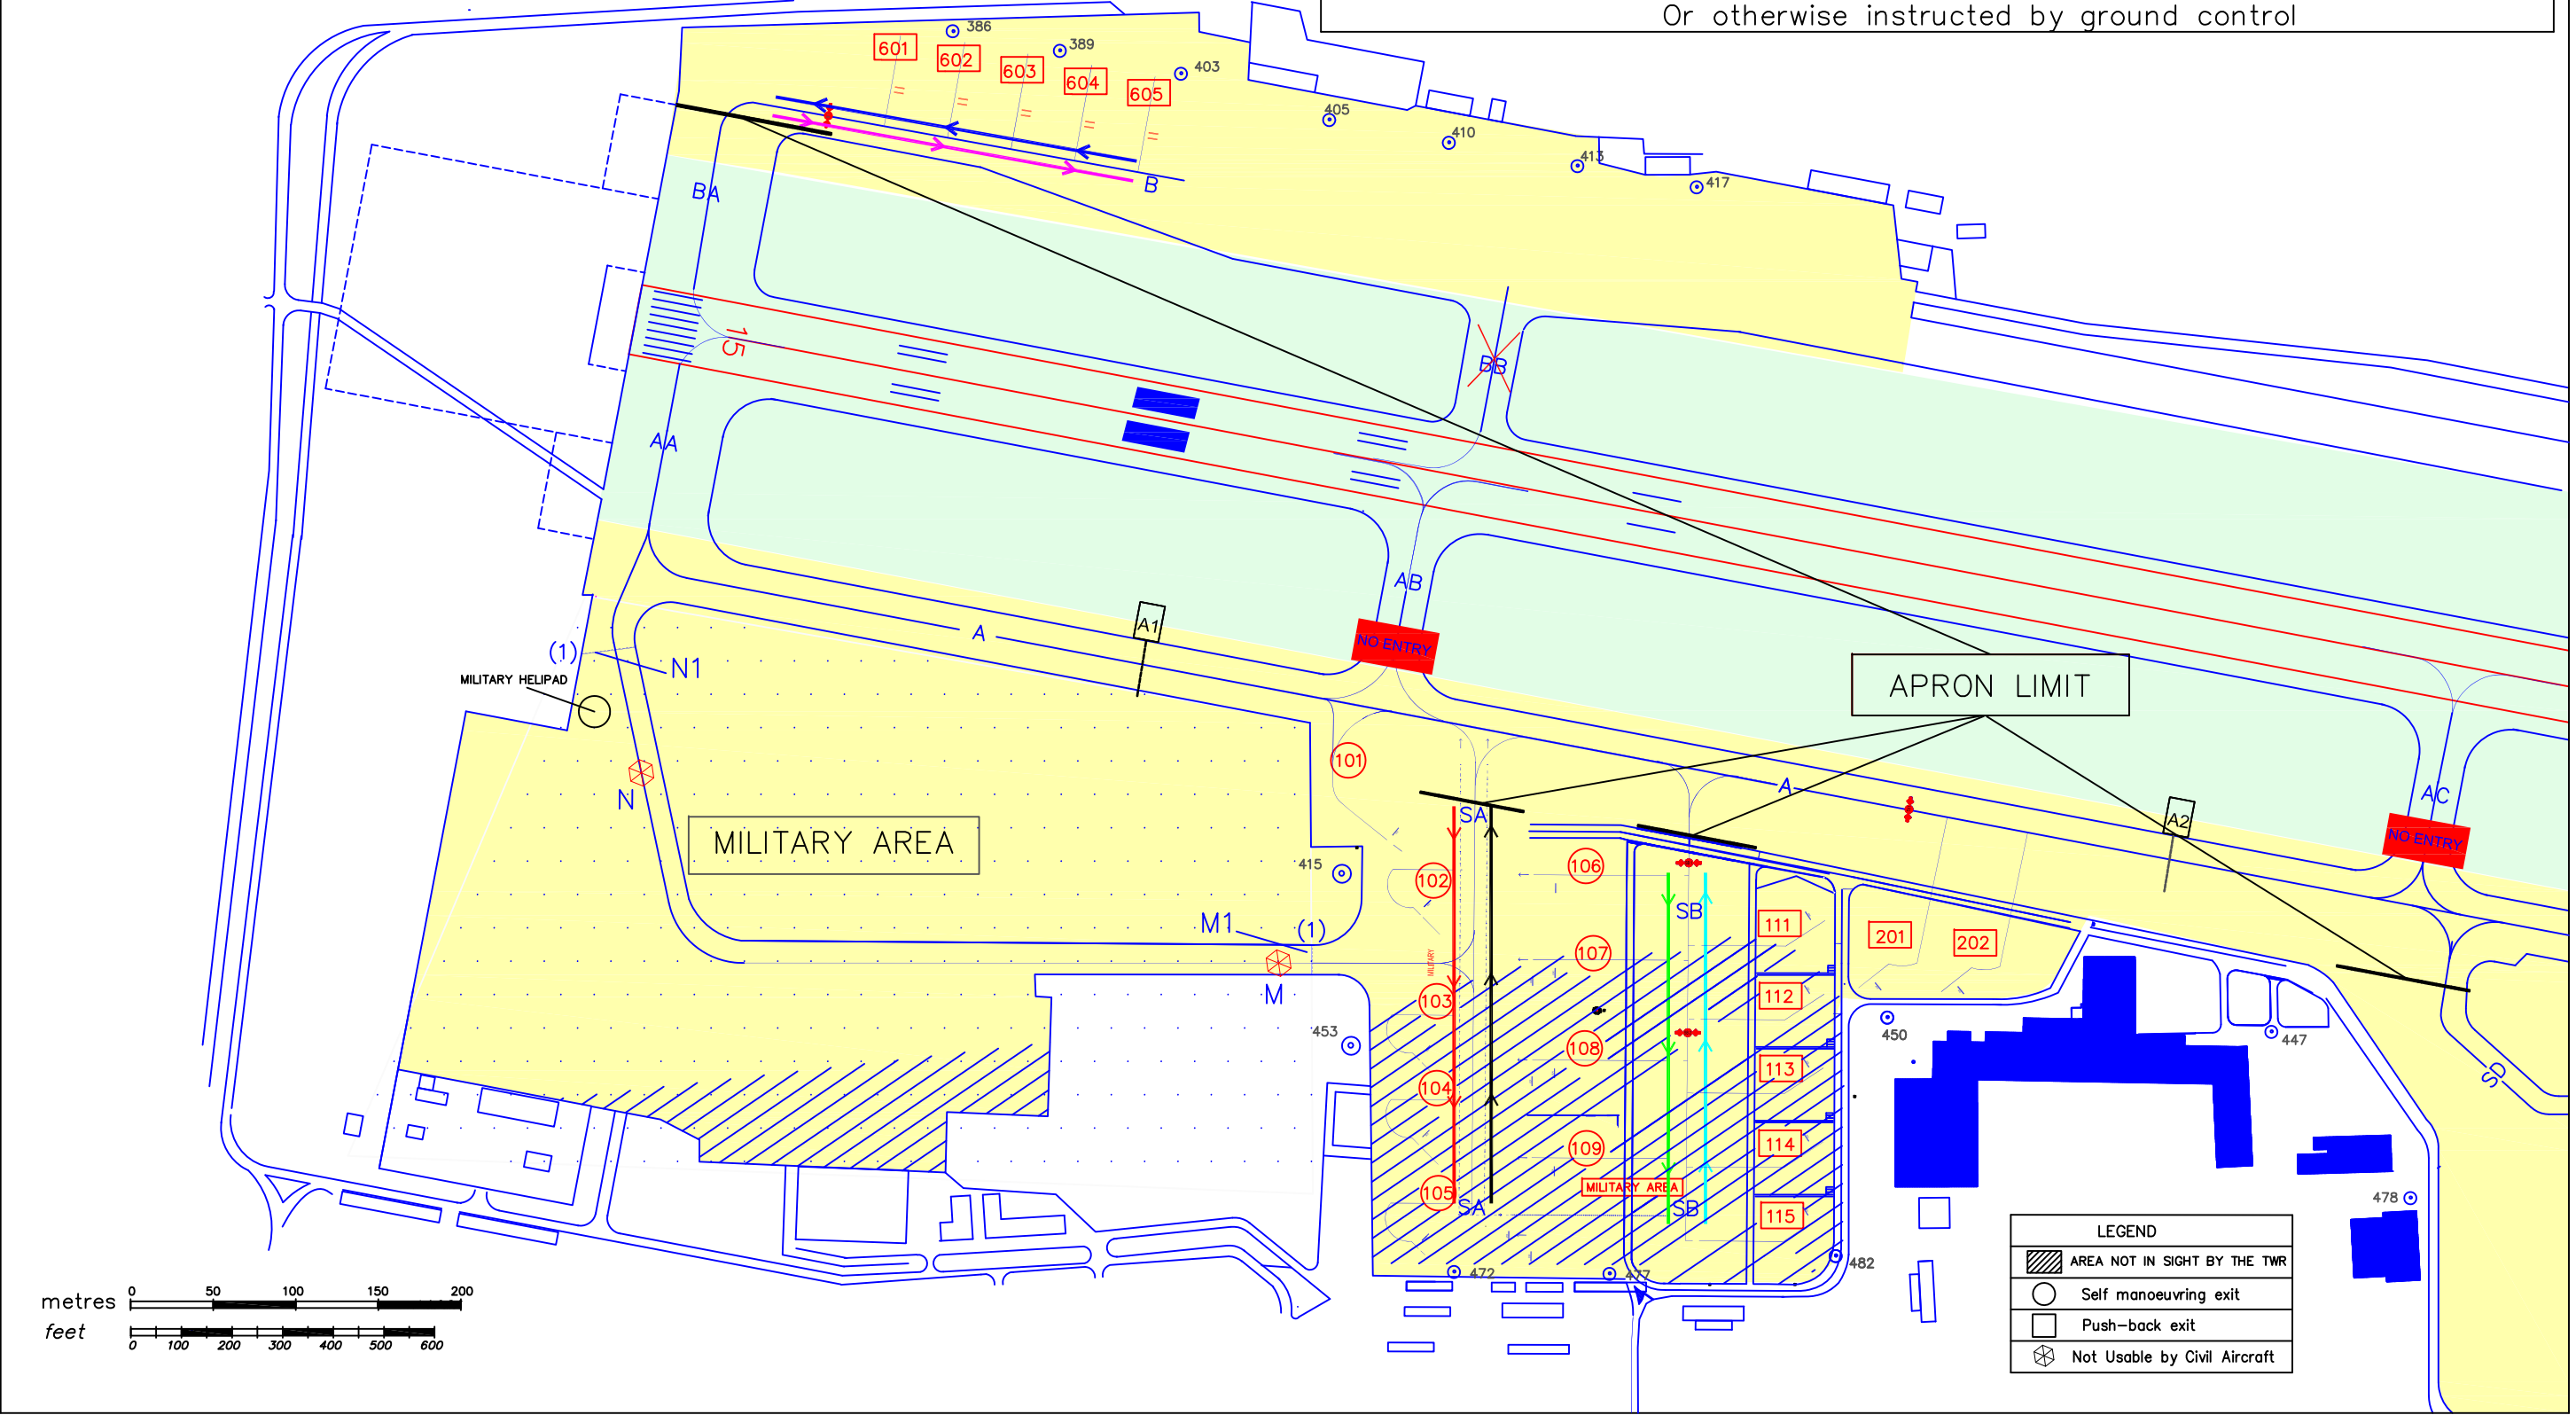 Or otherwise instructed by ground control
386
601
389
602
403
603
604
605
405
410
413
417
B
BA
15
BB
AA
AB
A1
A
NO ENTRY
(1)
N1
MILITARY HELIPAD
APRON LIMIT
101
A
AC
N
SA
A2
NO ENTRY
MILITARY AREA
415
102
106
SB
111
201
202
M1
(1)
107
MILITARY
M
103
112
453
108
450
447
113
SD
104
114
109
MILITARY AREA
105
SA
SB
115
478
482
472
477
LEGEND
AREA NOT IN SIGHT BY THE TWR
Self manoeuvring exit
Push-back exit
Not Usable by Civil Aircraft
0 50 100 150 200
metres
feet
0 100 200 300 400 500 600